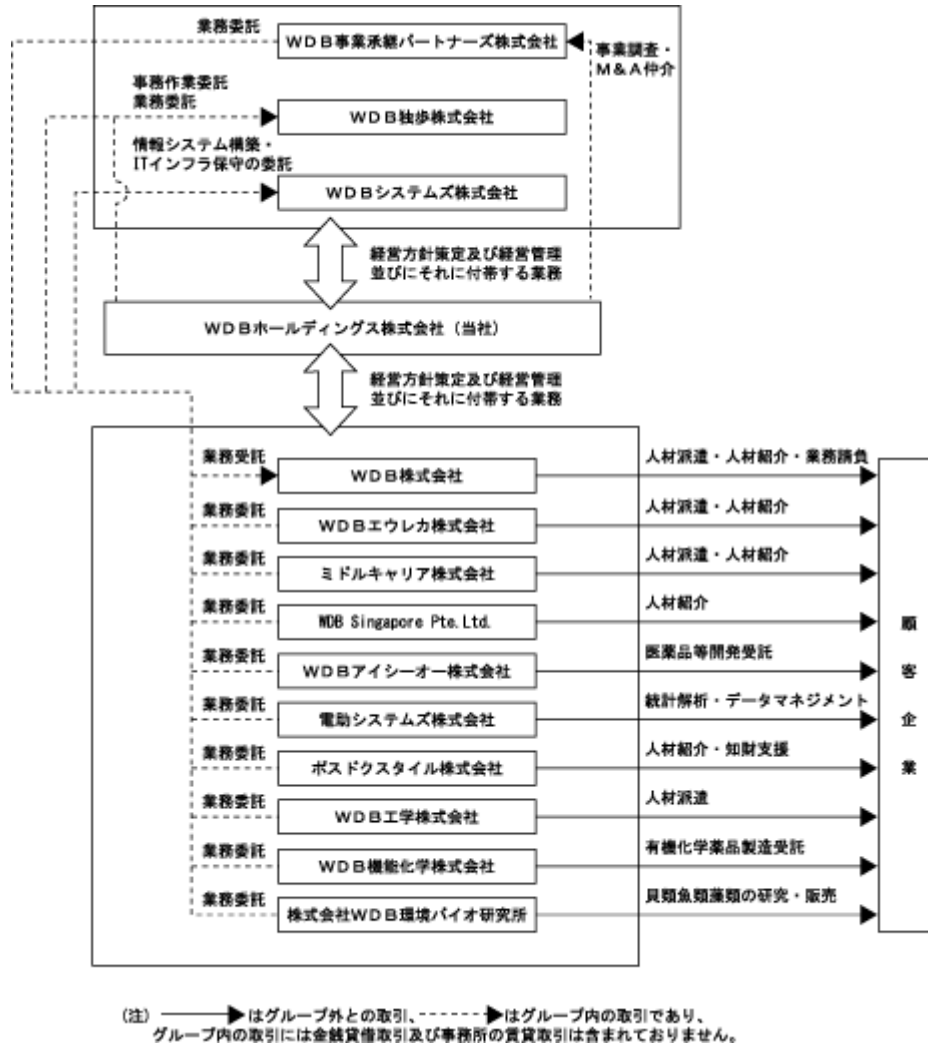 業務委託
WDB事業承継パートナーズ株式会社
事業調査・
M&A仲介
事務作業委託
業務委託
WDB独歩株式会社
情報システム構築・
ITインフラ保守の委託
WDBシステムズ株式会社
経営方針策定及び経営管理
並びにそれに付帯する業務
WDBホールディングス株式会社(当社)
経営方針策定及び経営管理
並びにそれに付帯する業務
業務受託
WDB株式会社
人材派遣・人材紹介・業務請負
業務委託
WDBエウレカ株式会社
人材派遣・人材紹介
業務委託
ミドルキャリア株式会社
人材派遣・人材紹介
業務委託
WDB Singapore Pte.Ltd.
人材紹介
業務委託
WDBアイシーオー株式会社
医薬品等開発受託
業務委託
電助システムズ株式会社
統計解析・データマネジメント
業務委託
ポスドクスタイル株式会社
人材紹介・知財支援
業務委託
WDB工学株式会社
人材派遣
業務委託
WDB機能化学株式会社
有機化学薬品製造受託
業務委託
株式会社WDB環境バイオ研究所
貝類魚類藻類の研究・販売
顧客企業
(注) はグループ外との取引、 はグループ内の取引であり、
グループ内の取引には金銭貸借取引及び事務所の賃貸取引は含まれておりません。